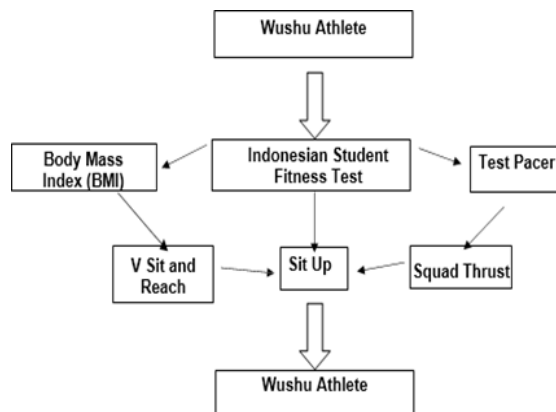 Wushu Athlete
Body Mass
Index (BMI)
Indonesian Student
Fitness Test
Test Pacer
V Sit and
Reach
Sit Up
Squad Thrust
Wushu Athlete